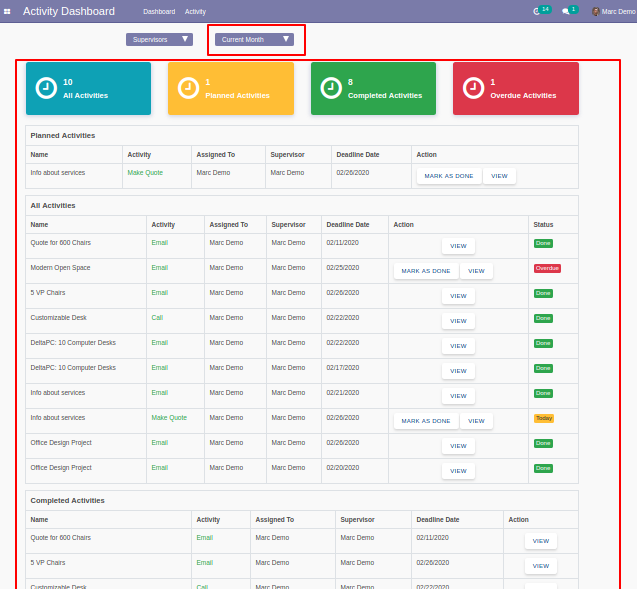 Activity Dashboard Dashboard Activity 14 1 Marc Demo
Supervisors Current Month
10 1 8 1
All Activities Planned Activities Completed Activities Overdue Activities
Planned Activities
Name Activity Assigned To Supervisor Deadline Date Action
Info about services Make Quote Marc Demo Marc Demo 02/26/2020 MARK AS DONE VIEW
All Activities
Name Activity Assigned To Supervisor Deadline Date Action Status
Quote for 600 Chairs Email Marc Demo Marc Demo 02/11/2020 VIEW Done
Modern Open Space Email Marc Demo Marc Demo 02/25/2020 MARK AS DONE VIEW Overdue
5 VP Chairs Email Marc Demo Marc Demo 02/26/2020 VIEW Done
Customizable Desk Call Marc Demo Marc Demo 02/22/2020 VIEW Done
DeltaPC: 10 Computer Desks Email Marc Demo Marc Demo 02/22/2020 VIEW Done
DeltaPC: 10 Computer Desks Email Marc Demo Marc Demo 02/17/2020 VIEW Done
Info about services Email Marc Demo Marc Demo 02/21/2020 VIEW Done
Info about services Make Quote Marc Demo Marc Demo 02/26/2020 MARK AS DONE VIEW Today
Office Design Project Email Marc Demo Marc Demo 02/26/2020 VIEW Done
Office Design Project Email Marc Demo Marc Demo 02/20/2020 VIEW Done
Completed Activities
Name Activity Assigned To Supervisor Deadline Date Action
Quote for 600 Chairs Email Marc Demo Marc Demo 02/11/2020 VIEW
5 VP Chairs Email Marc Demo Marc Demo 02/26/2020 VIEW
Customizable Desk Call Marc Demo Marc Demo 02/22/2020